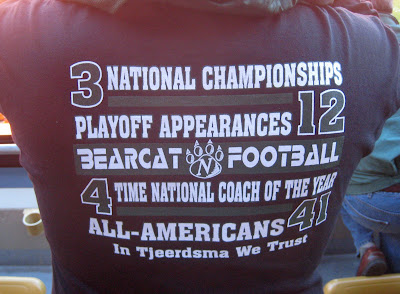 3 NATIONAL CHAMPIONSHIPS
PLAYOFF APPEARANCES 12
BEARCAT N FOOTBALL
4 TIME NATIONAL COACH OF THE YEAR
ALL-AMERICANS 41
In Tjeerdsma We Trust